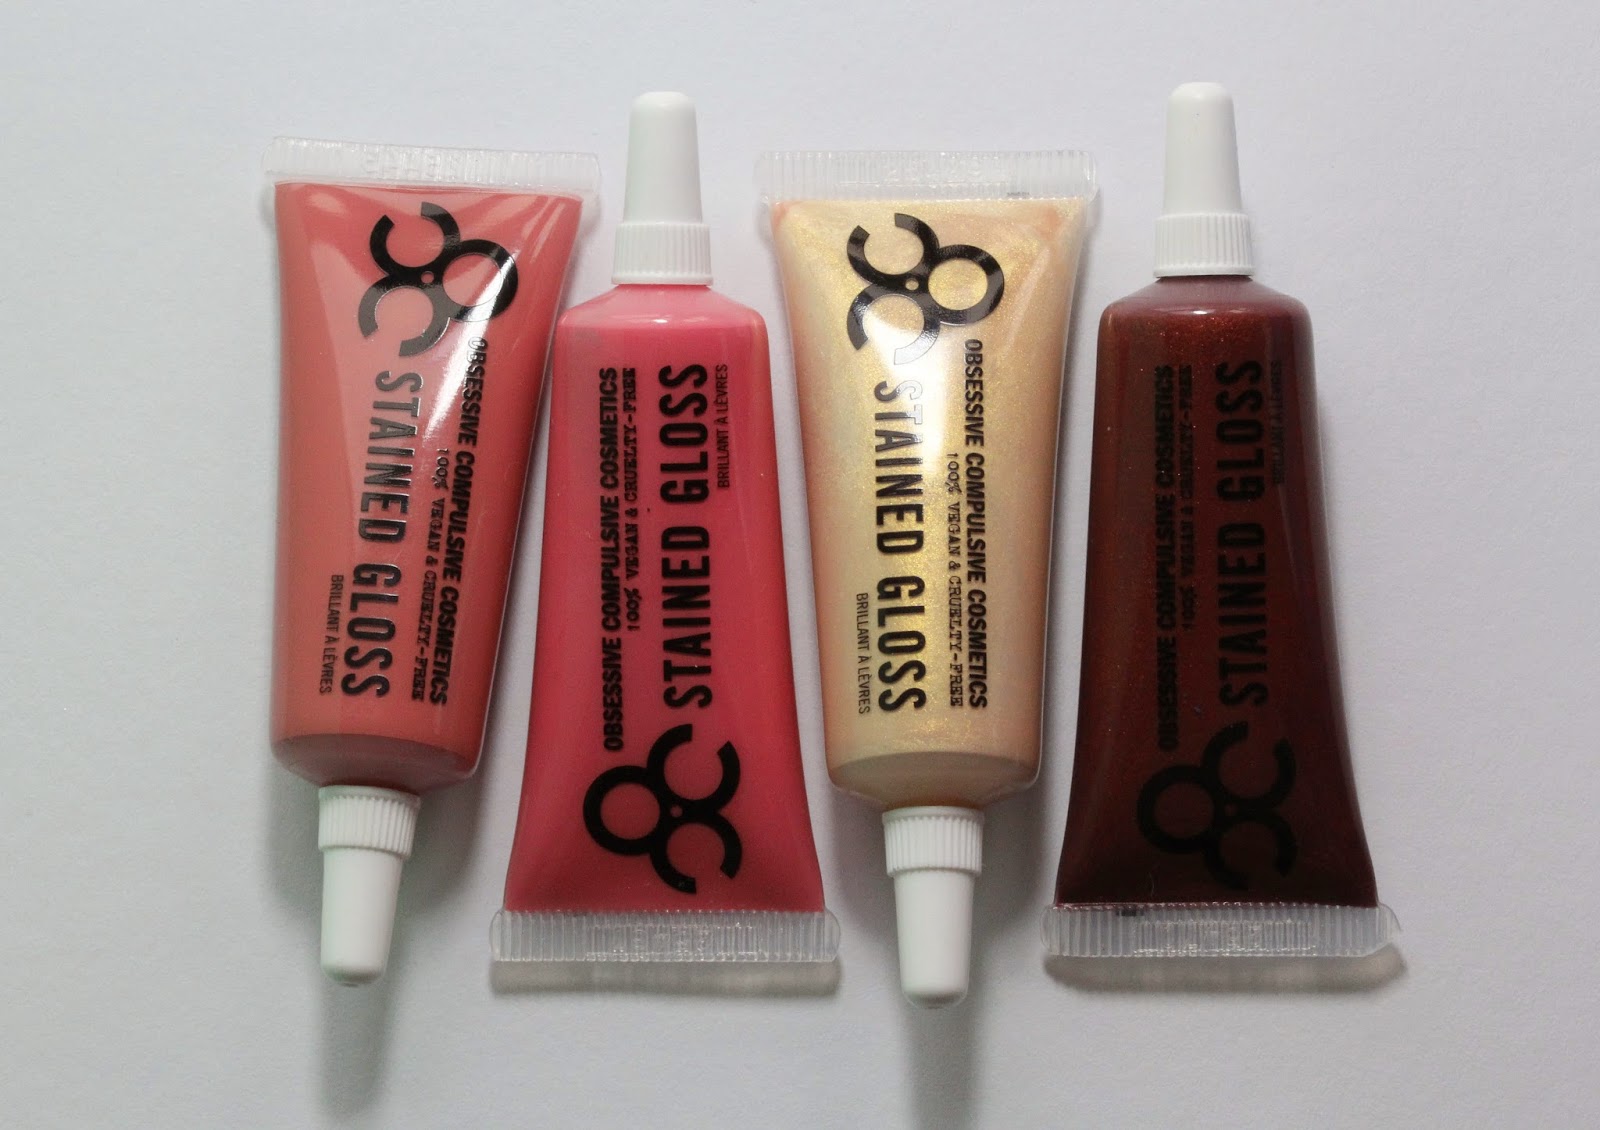 OBSESSIVE COMPULSIVE COSMETICS
100% VEGAN & CRUELTY-FREE
STAINED GLOSS
BRILLANT À LÈVRES
OBSESSIVE COMPULSIVE COSMETICS
100% VEGAN & CRUELTY-FREE
STAINED GLOSS
BRILLANT À LÈVRES
OBSESSIVE COMPULSIVE COSMETICS
100% VEGAN & CRUELTY-FREE
STAINED GLOSS
BRILLANT À LÈVRES
OBSESSIVE COMPULSIVE COSMETICS
100% VEGAN & CRUELTY-FREE
STAINED GLOSS
BRILLANT À LÈVRES